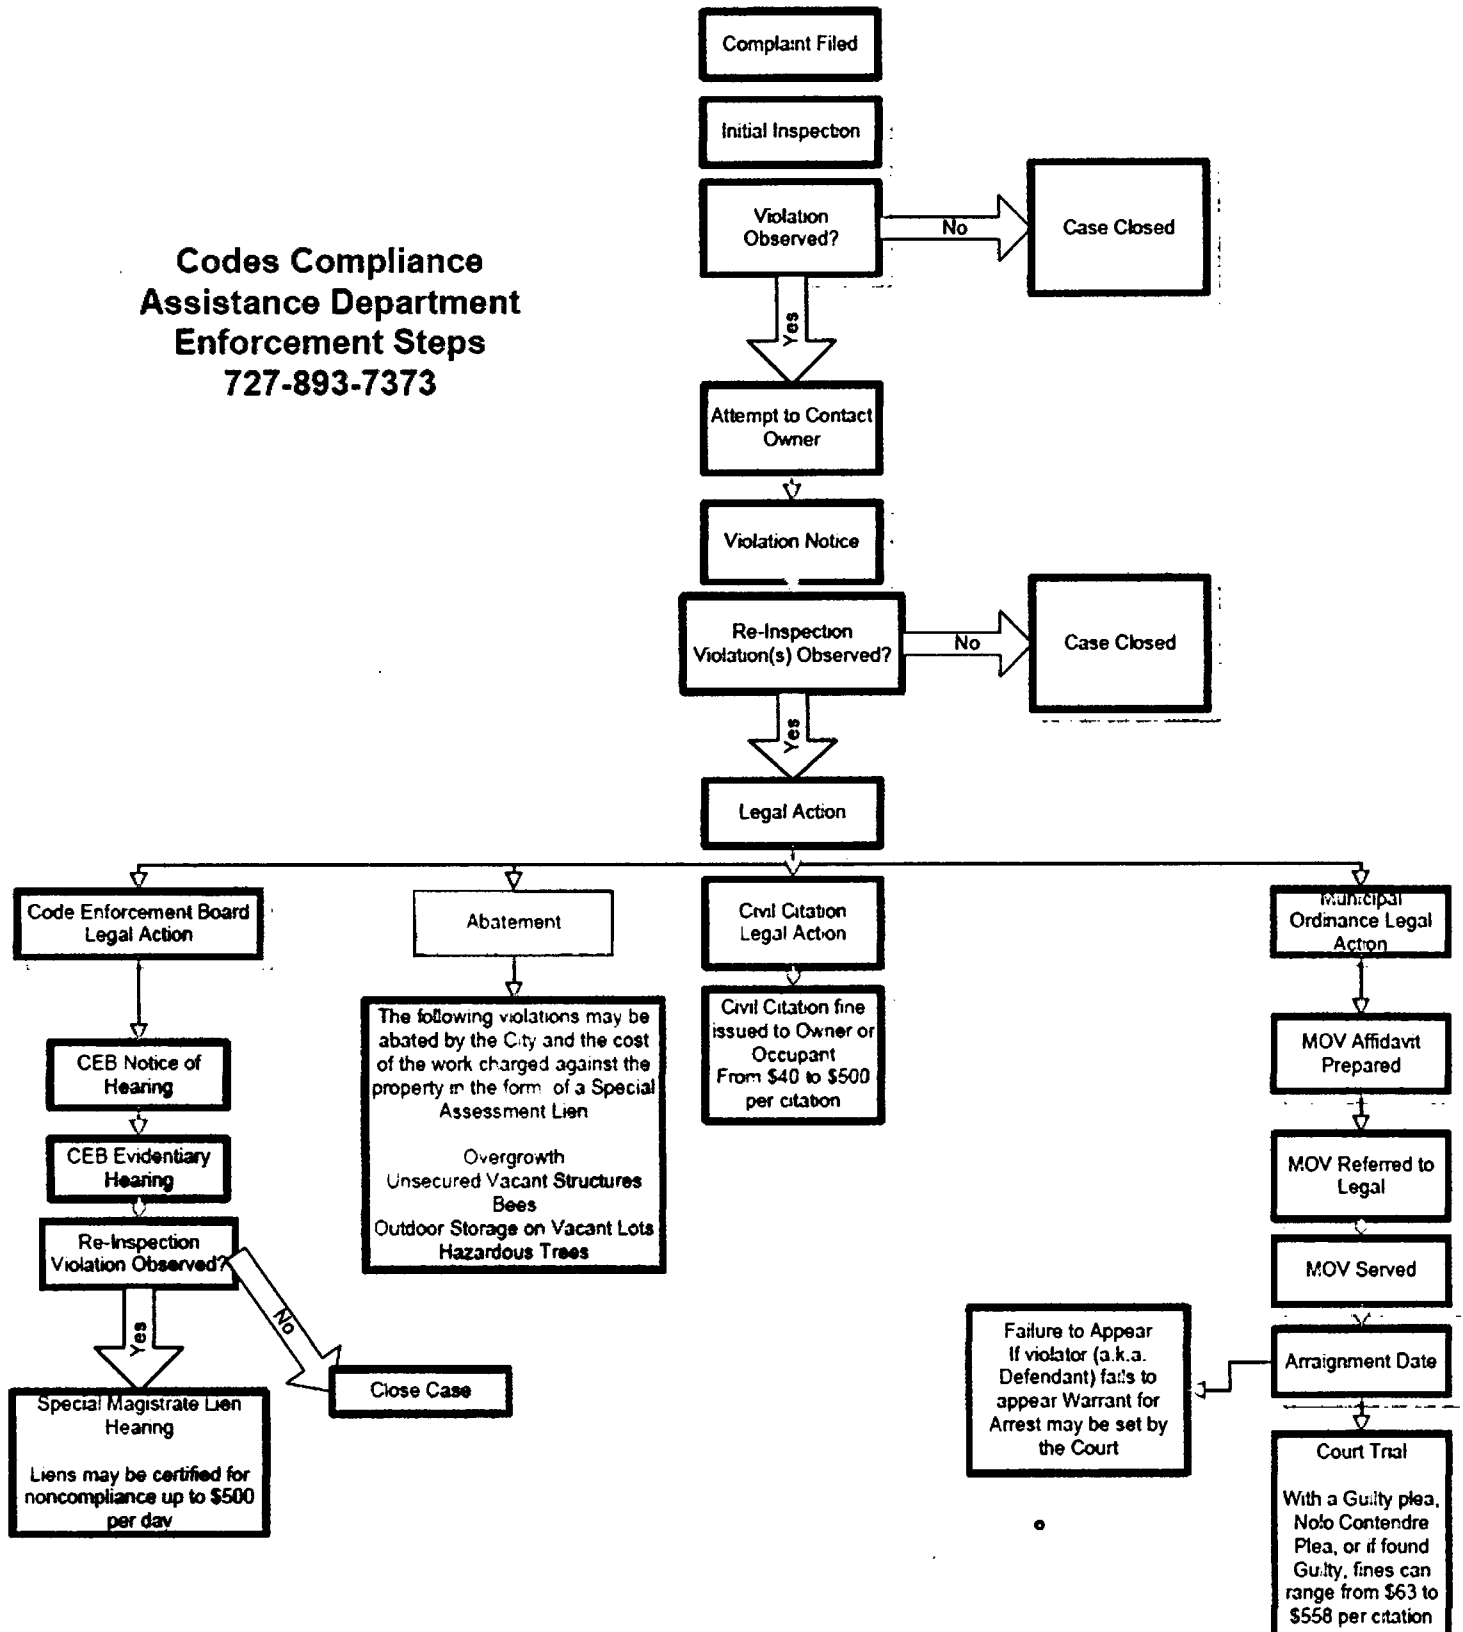 Complaint Filed
Initial Inspection
Violation
Observed?
No
Case Closed
Codes Compliance
Assistance Department
Enforcement Steps
727-893-7373
Yes
Attempt to Contact
Owner
Violation Notice
Re-Inspection
Violation(s) Observed?
No
Case Closed
Yes
Legal Action
Code Enforcement Board
Legal Action
CEB Notice of
Hearing
CEB Evidentiary
Hearing
Re-Inspection
Violation Observed?
No
Yes
Close Case
Special Magistrate Lien
Hearing
Liens may be certified for
noncompliance up to $500
per day
Abatement
The following violations may be
abated by the City and the cost
of the work charged against the
property in the form of a Special
Assessment Lien
Overgrowth
Unsecured Vacant Structures
Bees
Outdoor Storage on Vacant Lots
Hazardous Trees
Civil Citation
Legal Action
Civil Citation fine
issued to Owner or
Occupant
From $40 to $500
per citation
Municipal
Ordinance Legal
Action
MOV Affidavit
Prepared
MOV Referred to
Legal
MOV Served
Arraignment Date
Failure to Appear
If violator (a.k.a.
Defendant) fails to
appear Warrant for
Arrest may be set by
the Court
Court Trial
With a Guilty plea,
Nolo Contendre
Plea, or if found
Guilty, fines can
range from $63 to
$558 per citation